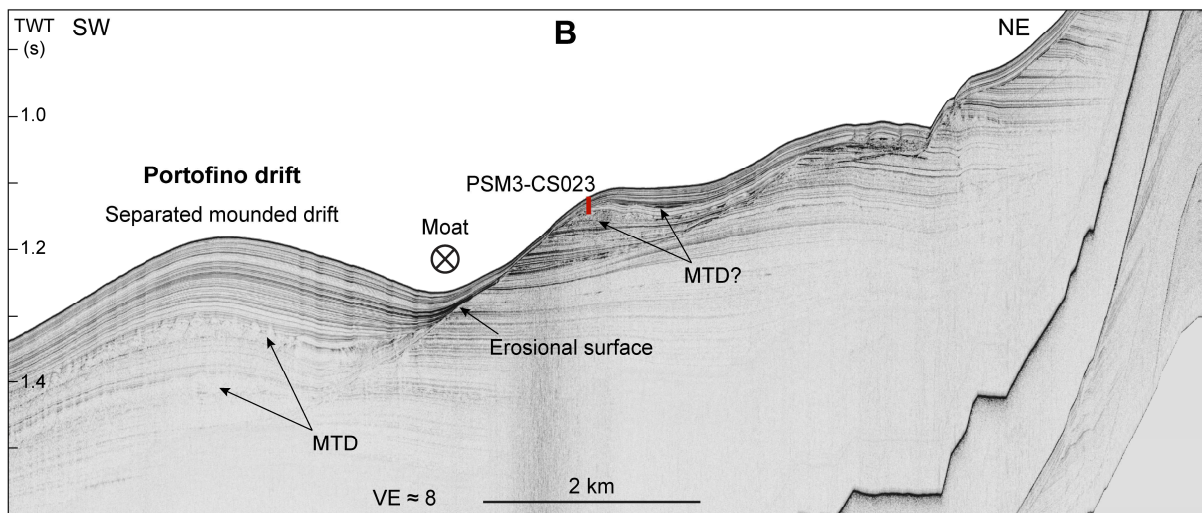 TWT
(s)
SW
B
NE
1.0
Portofino drift
Separated mounded drift
PSM3-CS023
Moat
1.2
MTD?
Erosional surface
1.4
MTD
VE ≈ 8
2 km